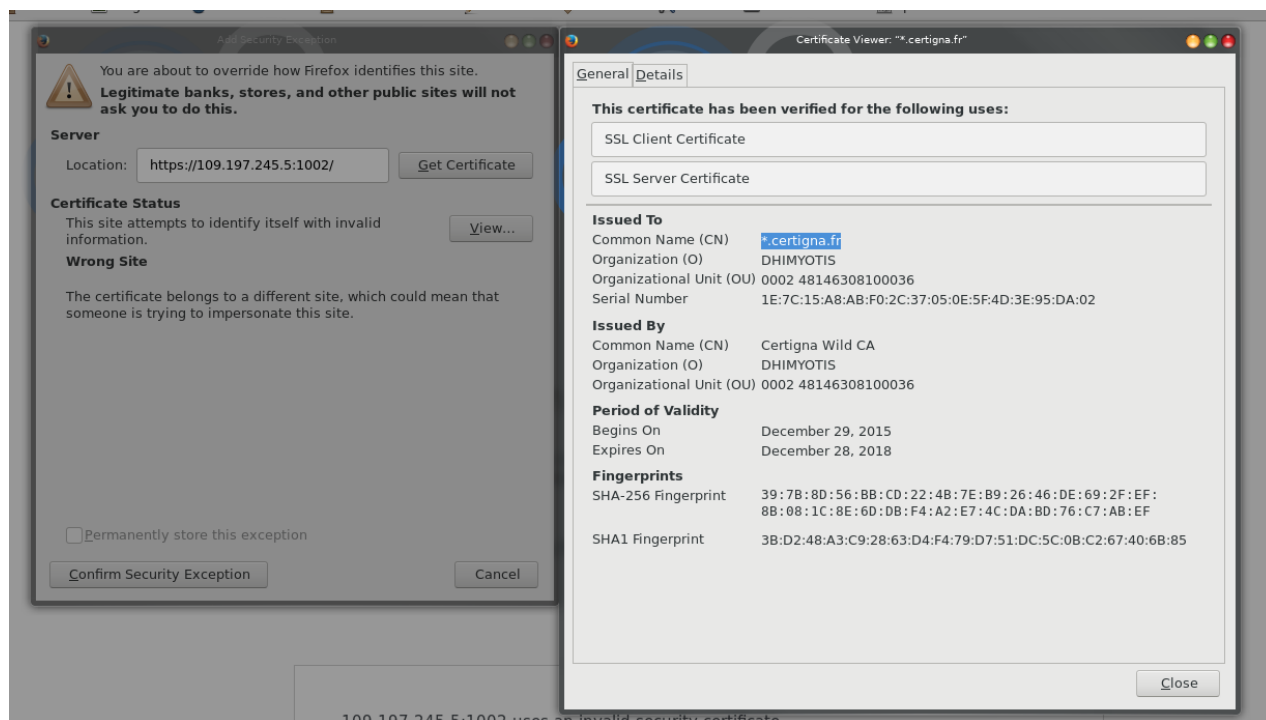 Add Security Exception
You are about to override how Firefox identifies this site.
Legitimate banks, stores, and other public sites will not
ask you to do this.
Server
Location: https://109.197.245.5:1002/ Get Certificate
Certificate Status
This site attempts to identify itself with invalid
information.
View...
Wrong Site
The certificate belongs to a different site, which could mean that
someone is trying to impersonate this site.
Permanently store this exception
Confirm Security Exception Cancel
Certificate Viewer: "*.certigna.fr"
General Details
This certificate has been verified for the following uses:
SSL Client Certificate
SSL Server Certificate
Issued To
Common Name (CN) *.certigna.fr
Organization (O) DHIMYOTIS
Organizational Unit (OU) 0002 48146308100036
Serial Number 1E:7C:15:A8:AB:F0:2C:37:05:0E:5F:4D:3E:95:DA:02
Issued By
Common Name (CN) Certigna Wild CA
Organization (O) DHIMYOTIS
Organizational Unit (OU) 0002 48146308100036
Period of Validity
Begins On December 29, 2015
Expires On December 28, 2018
Fingerprints
SHA-256 Fingerprint 39:7B:8D:56:BB:CD:22:4B:7E:B9:26:46:DE:69:2F:EF:
8B:08:1C:8E:6D:DB:F4:A2:E7:4C:DA:BD:76:C7:AB:EF
SHA1 Fingerprint 3B:D2:48:A3:C9:28:63:D4:F4:79:D7:51:DC:5C:0B:C2:67:40:6B:85
Close
109.197.245.5:1002 uses an invalid security certificate